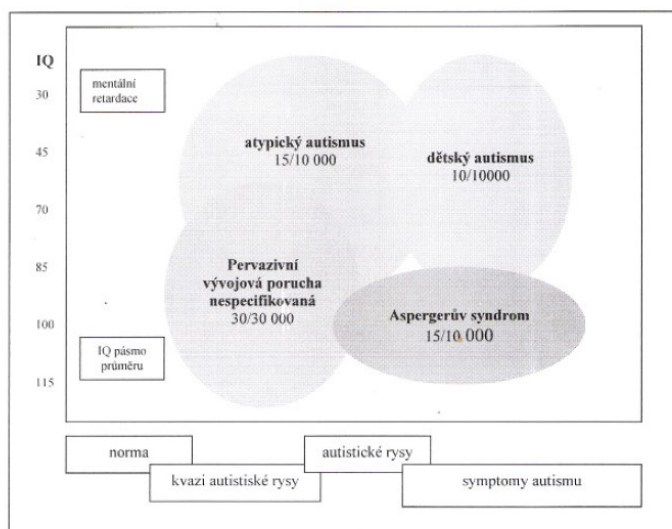 IQ
mentální
retardace
30
45
70
85
100
115
atypický autismus
15/10 000
dětský autismus
10/10000
Pervazivní
vývojová porucha
nespecifikovaná
30/30 000
Aspergerův syndrom
15/10 000
IQ pásmo
průměru
norma
autistické rysy
kvazí autistiské rysy
symptomy autismu